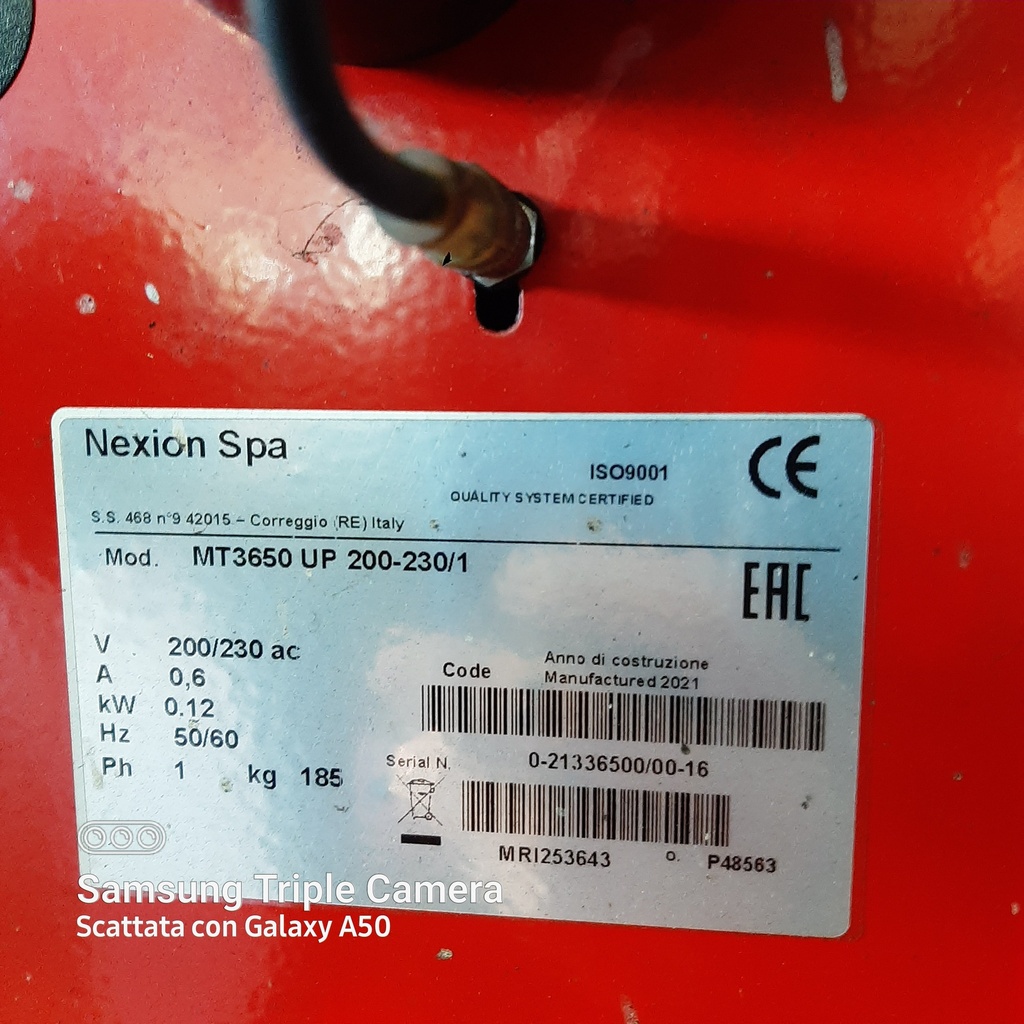 Nexion Spa
ISO9001
CE
QUALITY SYSTEM CERTIFIED
S.S. 468 n°9 42015 – Correggio (RE) Italy
Mod. MT3650 UP 200-230/1
EAC
V 200/230 ac
A 0,6
kW 0.12
Hz 50/60
Ph 1 kg 185
Code
Anno di costruzione
Manufactured 2021
0-21336500/00-16
Serial N.
MRI253643 O. P48563
Samsung Triple Camera
Scattata con Galaxy A50